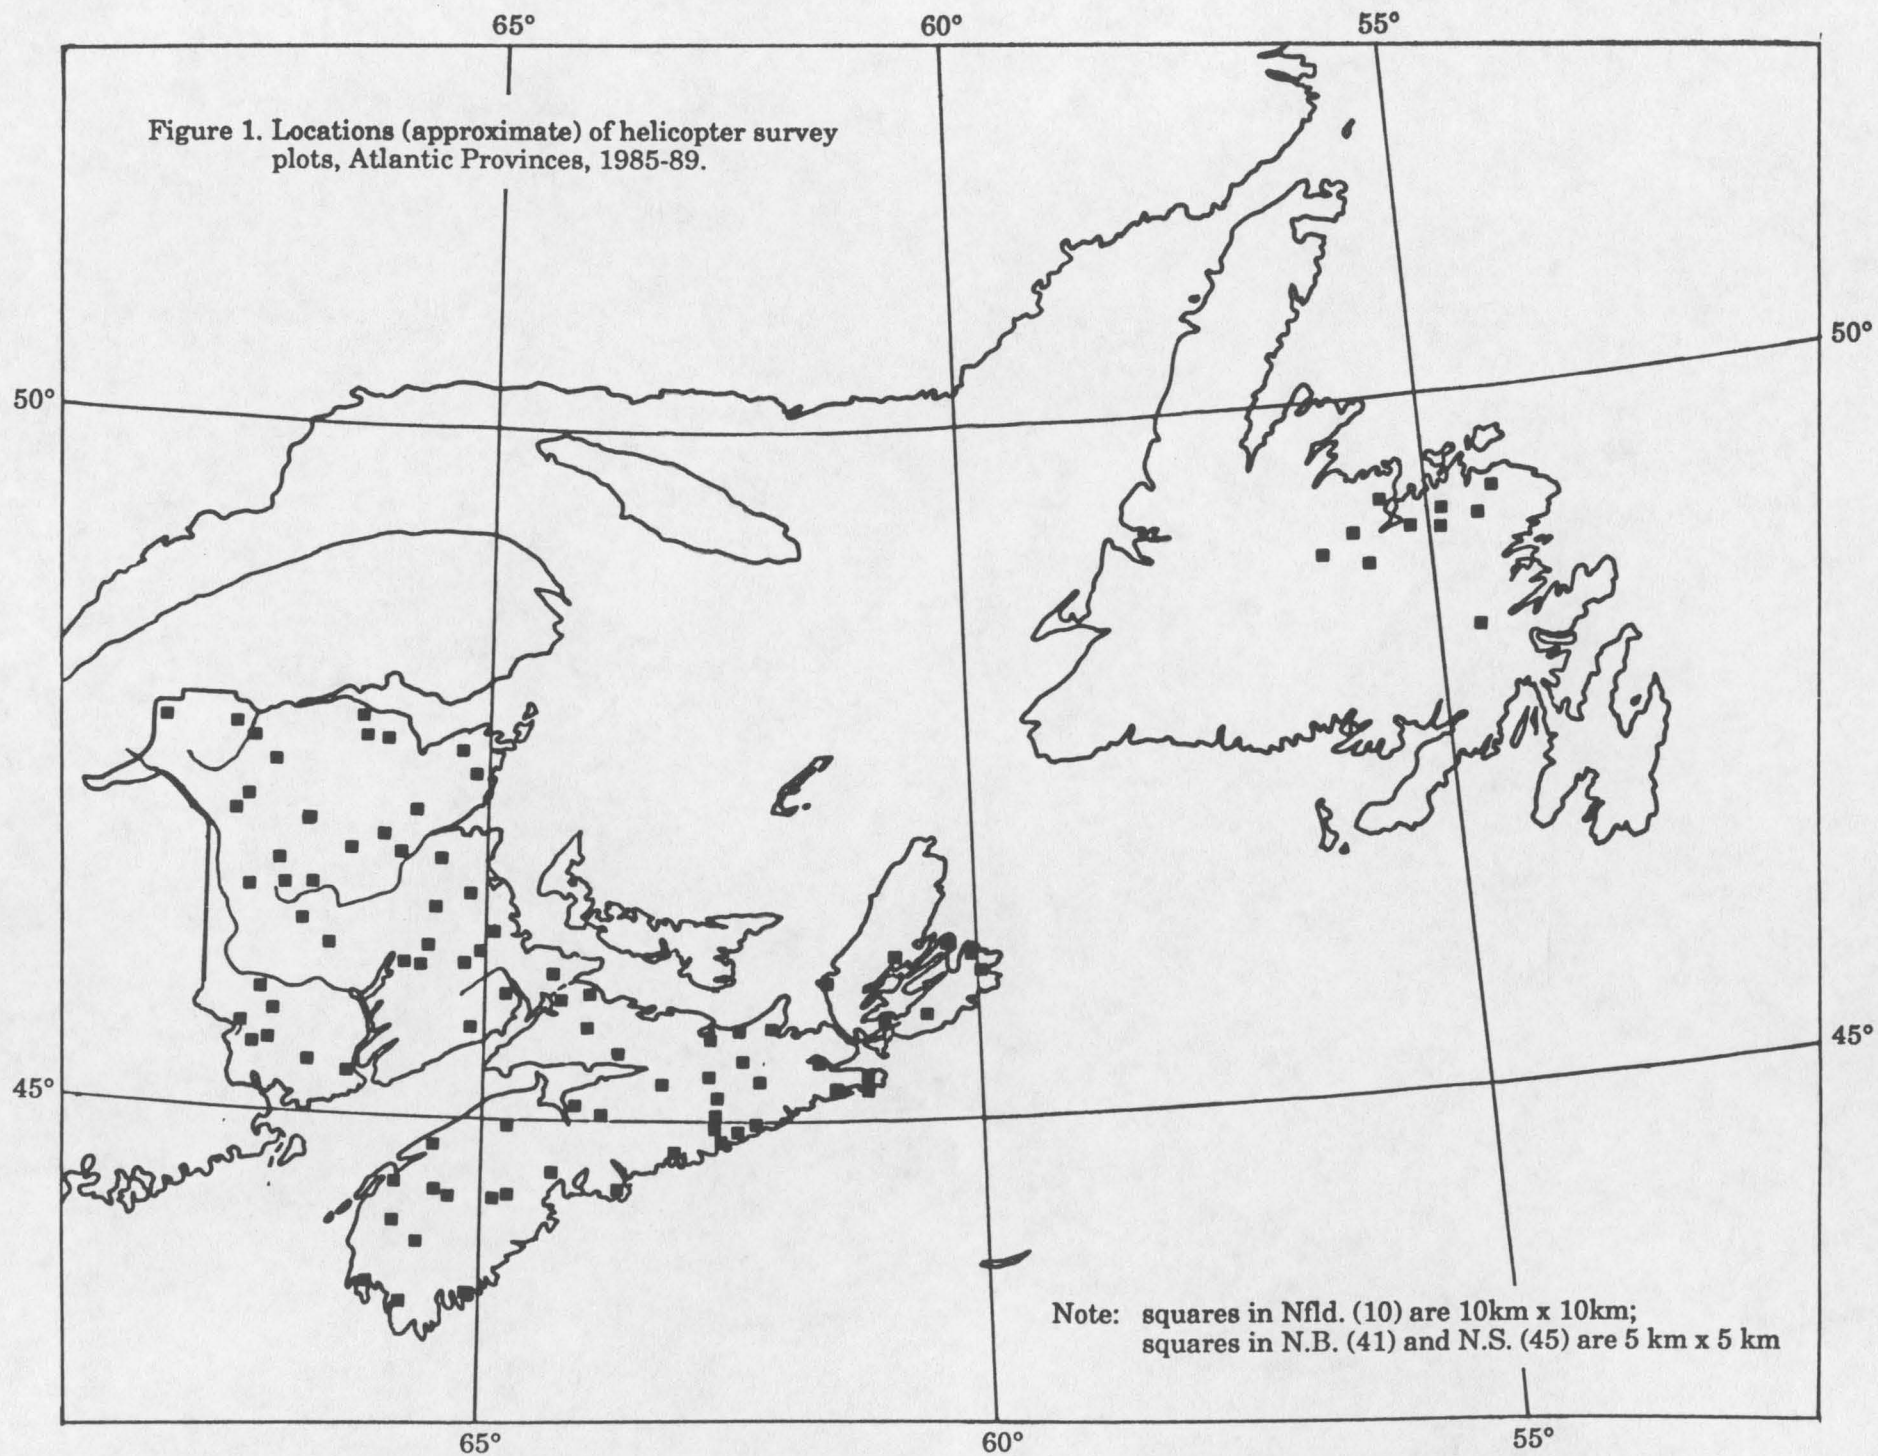 65° 60° 55°
Figure 1. Locations (approximate) of helicopter survey
plots, Atlantic Provinces, 1985-89.
50°
50°
45°
45°
Note: squares in Nfld. (10) are 10km x 10km;
squares in N.B. (41) and N.S. (45) are 5 km x 5 km
65° 60° 55°